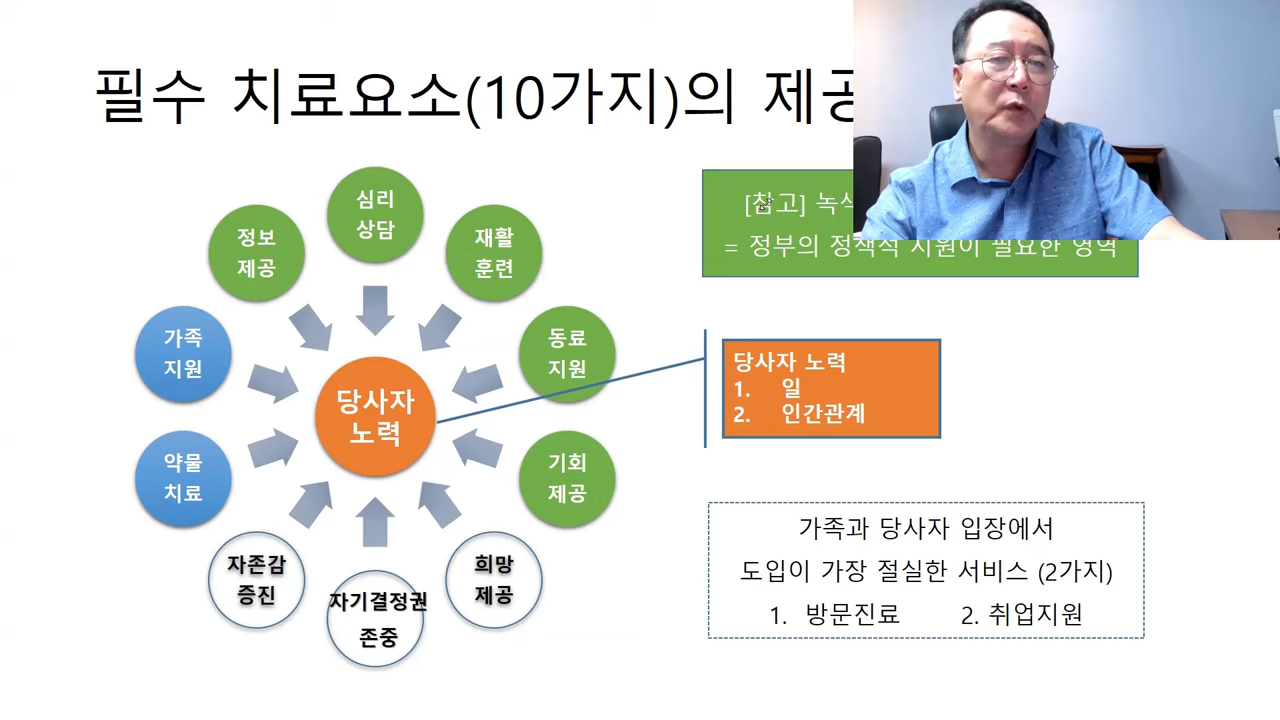 필수 치료요소(10가지)의 제공
심리
상담
정보
제공
재활
훈련
가족
지원
동료
지원
당사자
노력
약물
치료
기회
제공
자존감
증진
자기결정권
존중
희망
제공
[참고] 녹색
= 정부의 정책적 지원이 필요한 영역
당사자 노력
1. 일
2. 인간관계
가족과 당사자 입장에서
도입이 가장 절실한 서비스 (2가지)
1. 방문진료 2. 취업지원